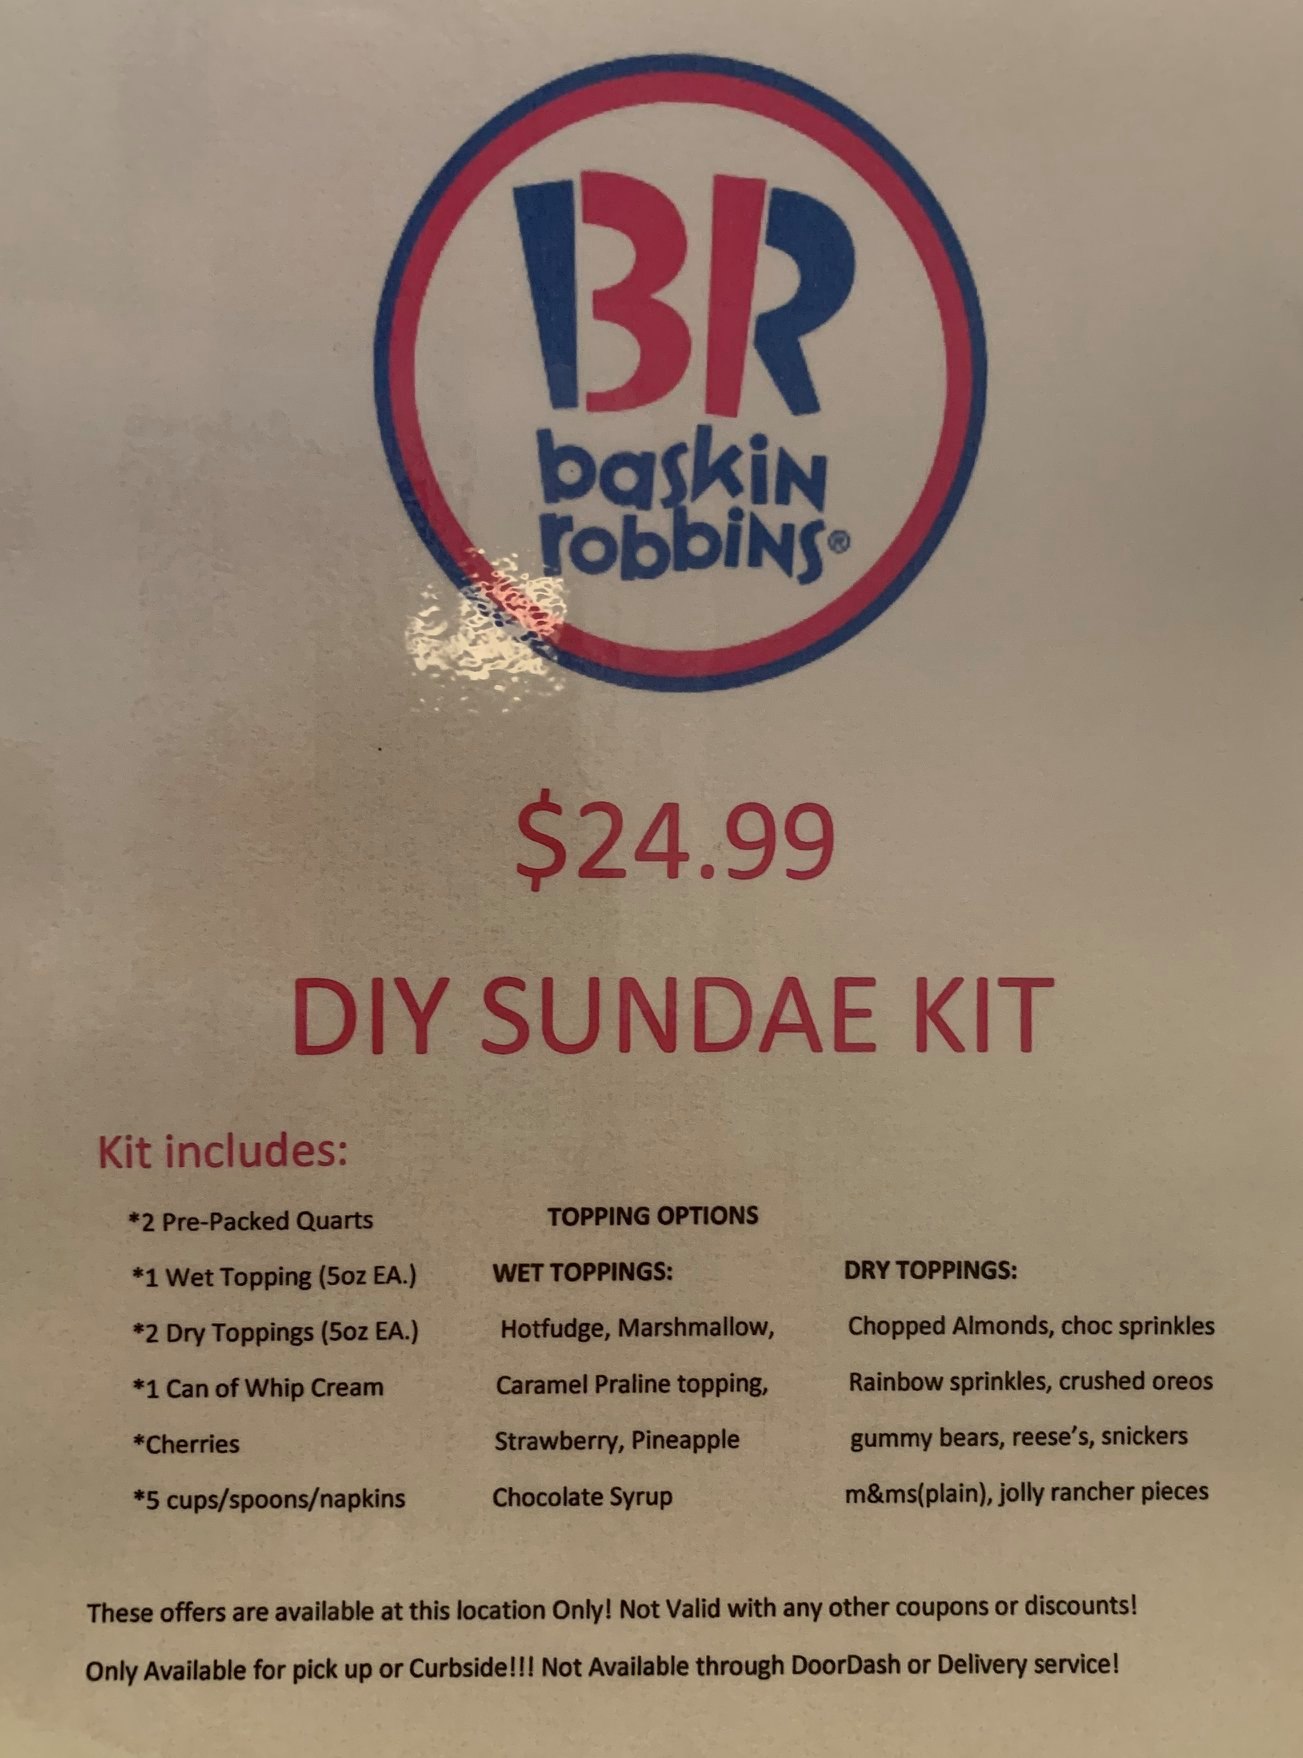 BR
baskin
robbins®
$24.99
DIY SUNDAE KIT
Kit includes:
*2 Pre-Packed Quarts
*1 Wet Topping (5oz EA.)
*2 Dry Toppings (5oz EA.)
*1 Can of Whip Cream
*Cherries
*5 cups/spoons/napkins
TOPPING OPTIONS
WET TOPPINGS:
Hotfudge, Marshmallow,
Caramel Praline topping,
Strawberry, Pineapple
Chocolate Syrup
DRY TOPPINGS:
Chopped Almonds, choc sprinkles
Rainbow sprinkles, crushed oreos
gummy bears, reese's, snickers
m&ms(plain), jolly rancher pieces
These offers are available at this location Only! Not Valid with any other coupons or discounts!
Only Available for pick up or Curbside!!! Not Available through DoorDash or Delivery service!